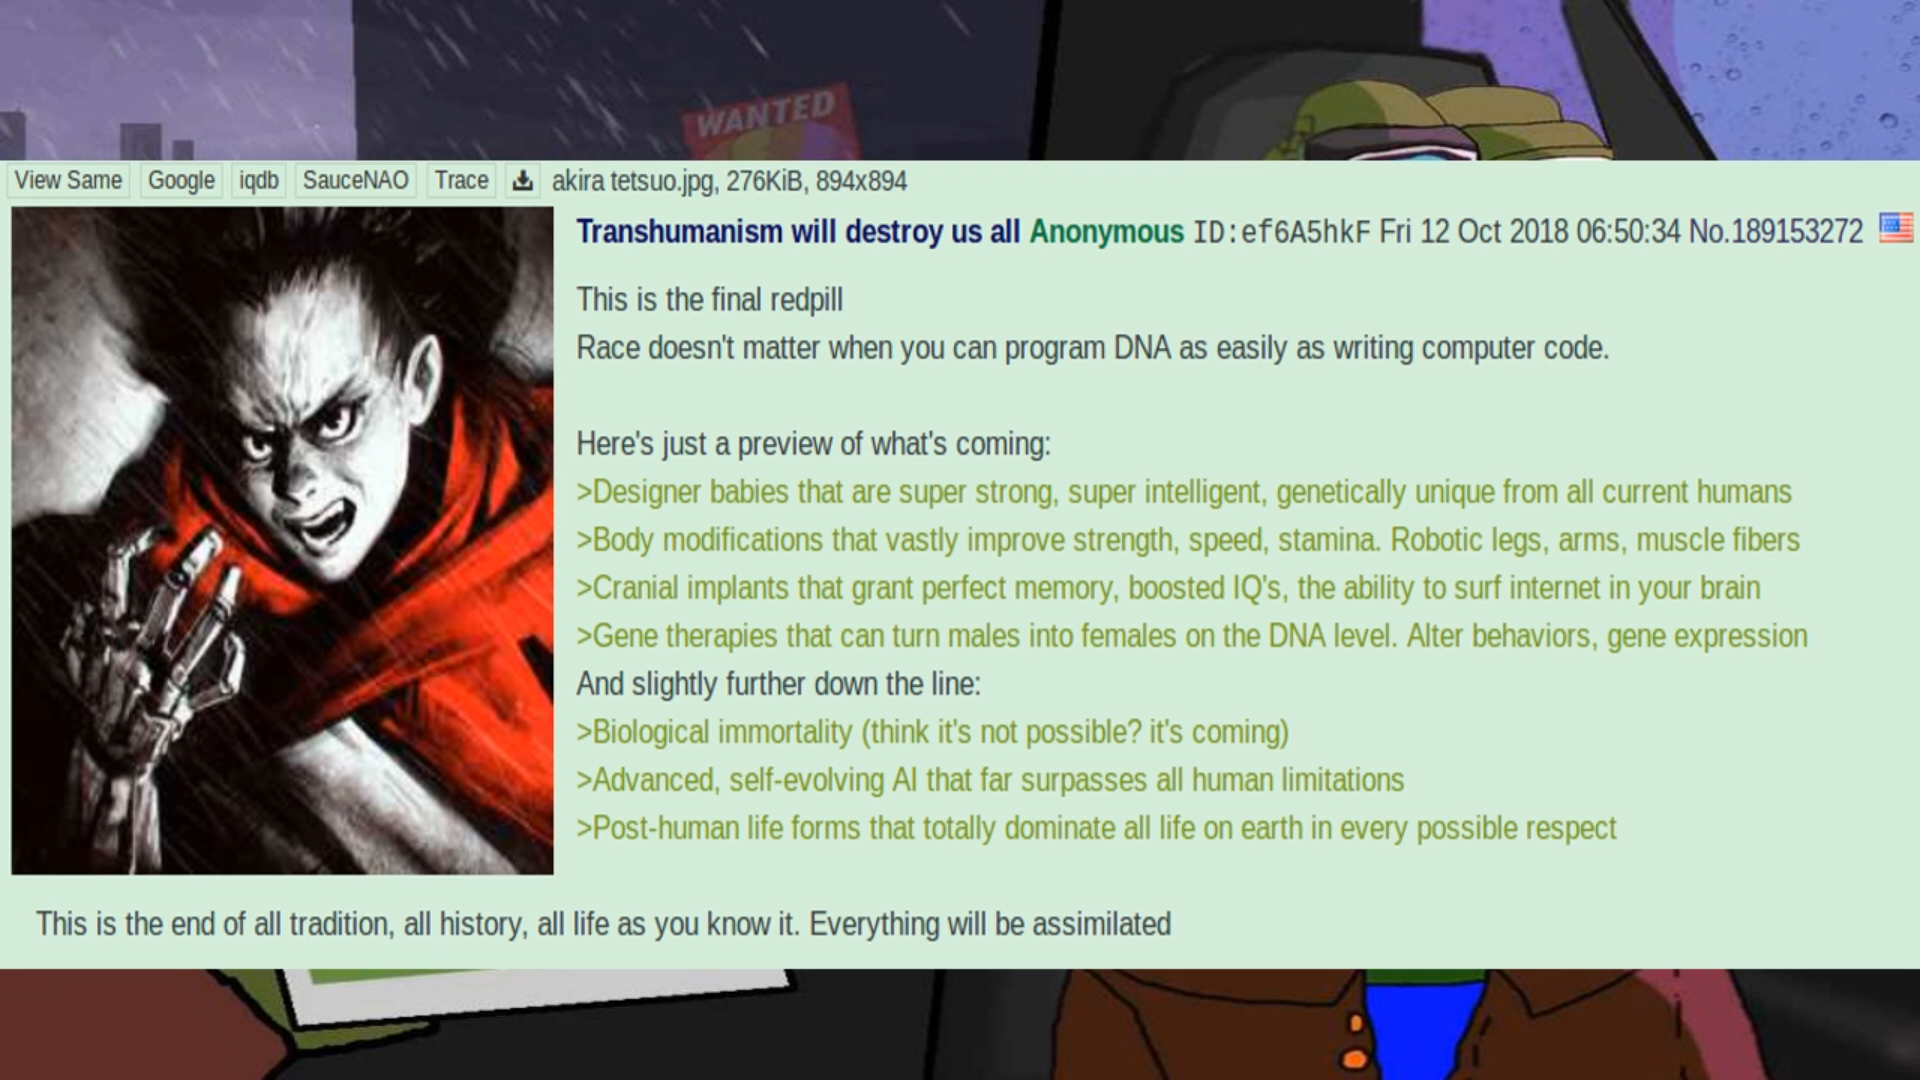 WANTED
View Same Google iqdb SauceNAO Trace akira tetsuo.jpg, 276KiB, 894x894
Transhumanism will destroy us all Anonymous ID:ef6A5hkF Fri 12 Oct 2018 06:50:34 No.189153272
This is the final redpill
Race doesn't matter when you can program DNA as easily as writing computer code.
Here's just a preview of what's coming:
>Designer babies that are super strong, super intelligent, genetically unique from all current humans
>Body modifications that vastly improve strength, speed, stamina. Robotic legs, arms, muscle fibers
>Cranial implants that grant perfect memory, boosted IQ's, the ability to surf internet in your brain
>Gene therapies that can turn males into females on the DNA level. Alter behaviors, gene expression
And slightly further down the line:
>Biological immortality (think it's not possible? it's coming)
>Advanced, self-evolving AI that far surpasses all human limitations
>Post-human life forms that totally dominate all life on earth in every possible respect
This is the end of all tradition, all history, all life as you know it. Everything will be assimilated